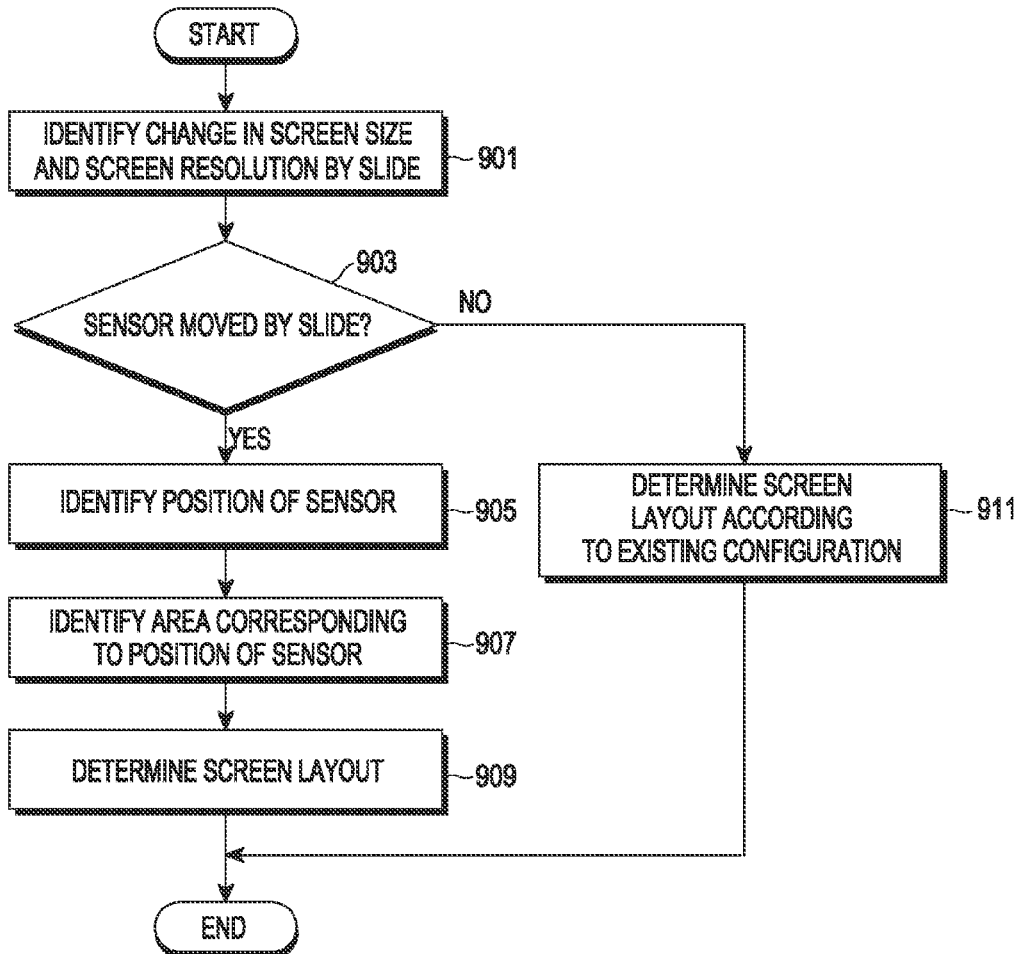 START
IDENTIFY CHANGE IN SCREEN SIZE
AND SCREEN RESOLUTION BY SLIDE
901
903
SENSOR MOVED BY SLIDE?
NO
YES
IDENTIFY POSITION OF SENSOR
905
DETERMINE SCREEN
LAYOUT ACCORDING
TO EXISTING CONFIGURATION
911
IDENTIFY AREA CORRESPONDING
TO POSITION OF SENSOR
907
DETERMINE SCREEN LAYOUT
909
END